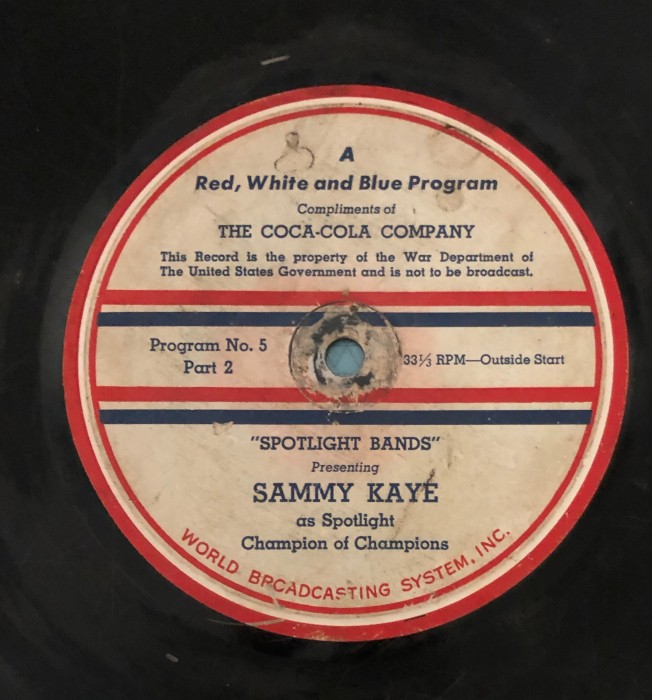 A
Red, White and Blue Program
Compliments of
THE COCA-COLA COMPANY
This Record is the property of the War Department of
The United States Government and is not to be broadcast.
Program No. 5
Part 2
33⅓ RPM—Outside Start
"SPOTLIGHT BANDS"
Presenting
SAMMY KAYE
as Spotlight
Champion of Champions
WORLD BROADCASTING SYSTEM, INC.